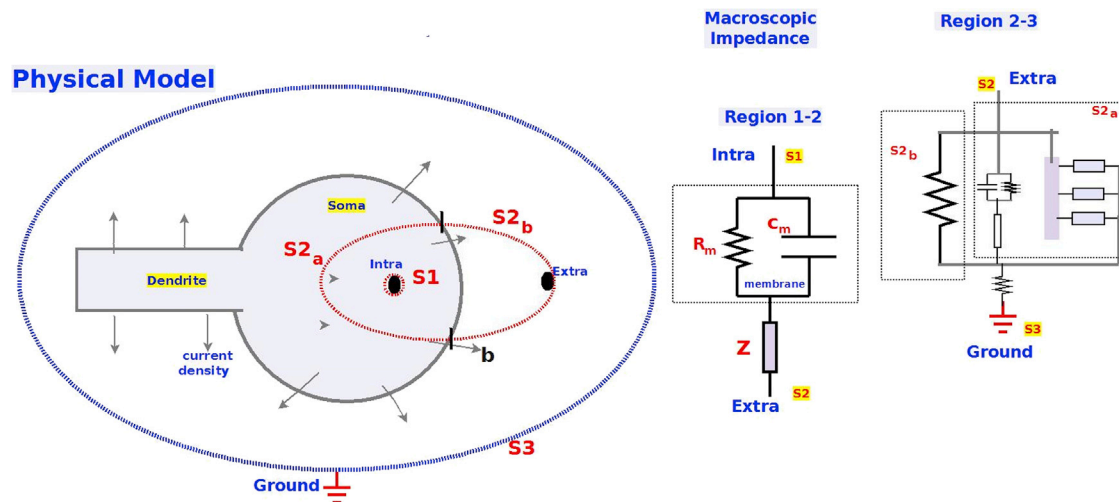 Physical Model
Soma
Dendrite
Intra
S1
Extra
S2a
S2b
b
current
density
S3
Ground
Macroscopic
Impedance
Region 1-2
Intra
S1
Rm
Cm
membrane
Z
S2
Extra
Region 2-3
S2
Extra
S2a
S2b
S3
Ground